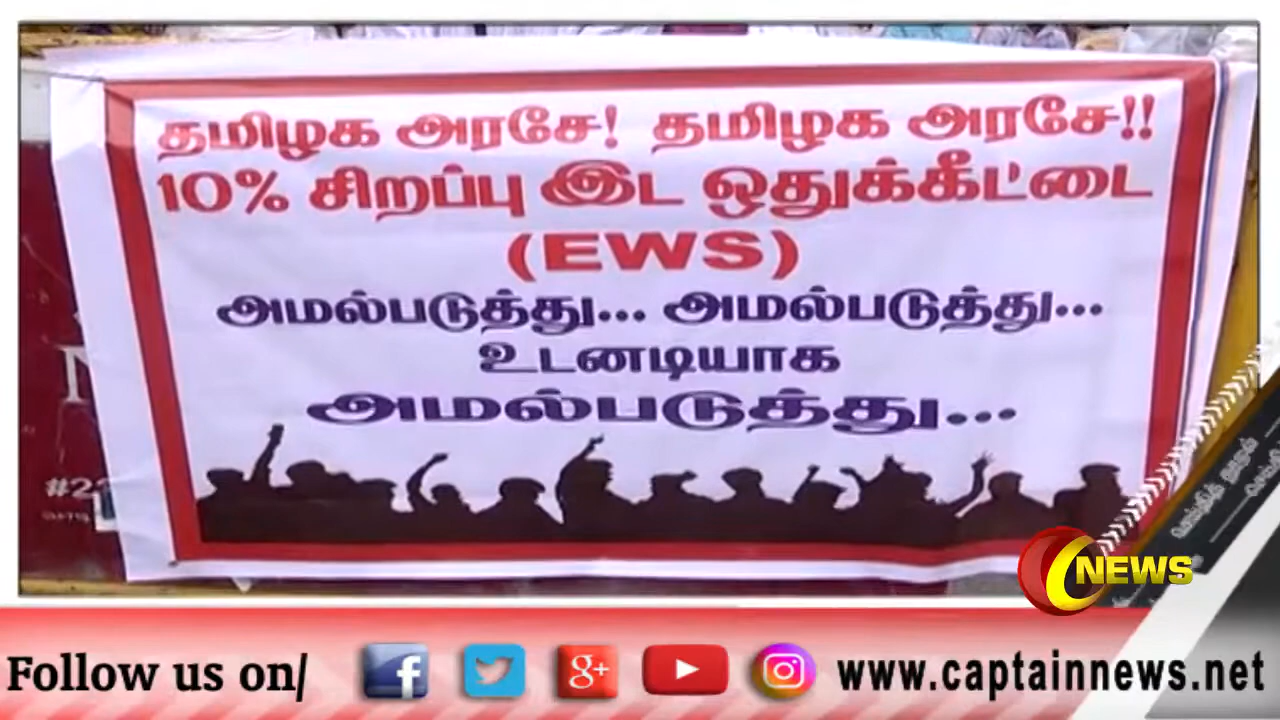 தமிழக அரசே! தமிழக அரசே!!
10% சிறப்பு இட ஒதுக்கீட்டை
(EWS)
அமல்படுத்து... அமல்படுத்து...
உடனடியாக
அமல்படுத்து...
NEWS
Follow us on/
www.captainnews.net